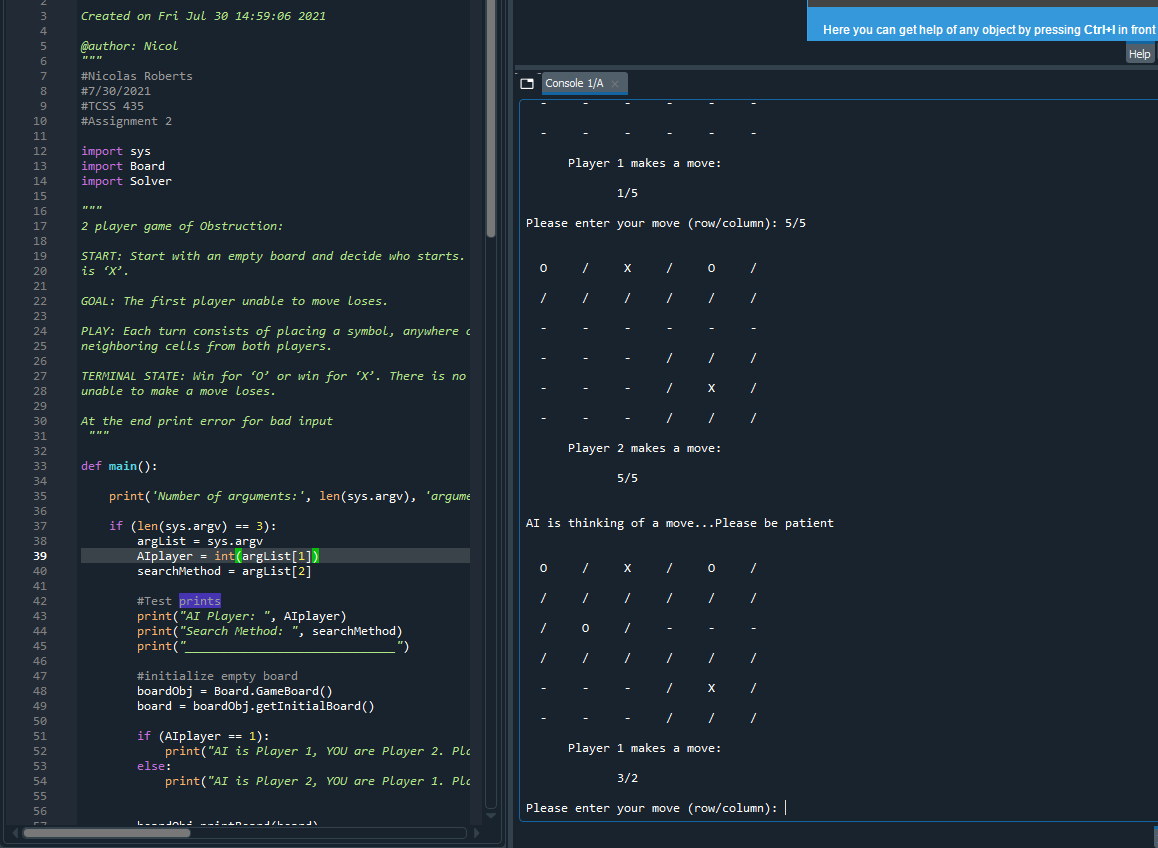 2
3 Created on Fri Jul 30 14:59:06 2021
4
5 @author: Nicol
6 """
7 #Nicolas Roberts
8 #7/30/2021
9 #TCSS 435
10 #Assignment 2
11
12 import sys
13 import Board
14 import Solver
15
16 """
17 2 player game of Obstruction:
18
19 START: Start with an empty board and decide who starts.
20 is ‘X’.
21
22 GOAL: The first player unable to move loses.
23
24 PLAY: Each turn consists of placing a symbol, anywhere
25 neighboring cells from both players.
26
27 TERMINAL STATE: Win for ‘O’ or win for ‘X’. There is no
28 unable to make a move loses.
29
30 At the end print error for bad input
31 """
32
33 def main():
34
35 print('Number of arguments:', len(sys.argv), 'argume
36
37 if (len(sys.argv) == 3):
38 argList = sys.argv
39 AIplayer = int(argList[1])
40 searchMethod = argList[2]
41
42 #Test prints
43 print("AI Player: ", AIplayer)
44 print("Search Method: ", searchMethod)
45 print("______________________________")
46
47 #initialize empty board
48 boardObj = Board.GameBoard()
49 board = boardObj.getInitialBoard()
50
51 if (AIplayer == 1):
52 print("AI is Player 1, YOU are Player 2. Pl
53 else:
54 print("AI is Player 2, YOU are Player 1. Pl
55
56
57 boardObj.printBoard(board)
Here you can get help of any object by pressing Ctrl+I in front
Help
Console 1/A
- - - - - -
- - - - - -
Player 1 makes a move:
1/5
Please enter your move (row/column): 5/5
O / X / O /
/ / / / / /
- - - - - -
- - - / / /
- - - / X /
- - - / / /
Player 2 makes a move:
5/5
AI is thinking of a move...Please be patient
O / X / O /
/ / / / / /
/ O / - - -
/ / / / / /
- - - / X /
- - - / / /
Player 1 makes a move:
3/2
Please enter your move (row/column):